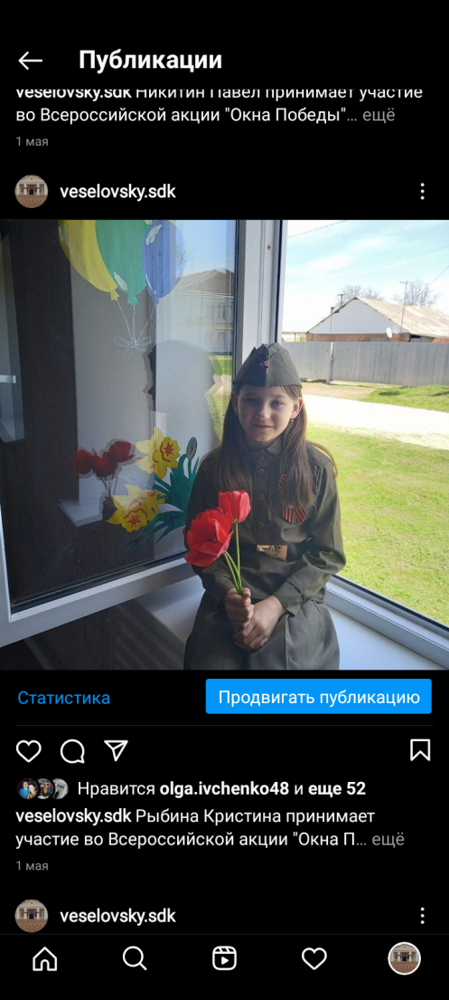 Публикации
veselovsky.sdk Никитин Павел принимает участие
во Всероссийской акции "Окна Победы"... ещё
1 мая
veselovsky.sdk
Статистика
Продвигать публикацию
Нравится olga.ivchenko48 и еще 52
veselovsky.sdk Рыбина Кристина принимает
участие во Всероссийской акции "Окна П... ещё
1 мая
veselovsky.sdk